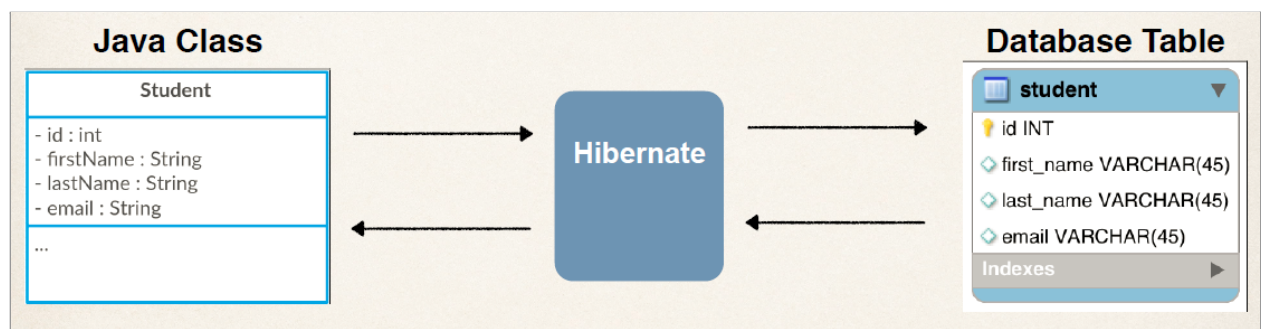 Java Class
Student
- id : int
- firstName : String
- lastName : String
- email : String
...
Hibernate
Database Table
student
id INT
first_name VARCHAR(45)
last_name VARCHAR(45)
email VARCHAR(45)
Indexes